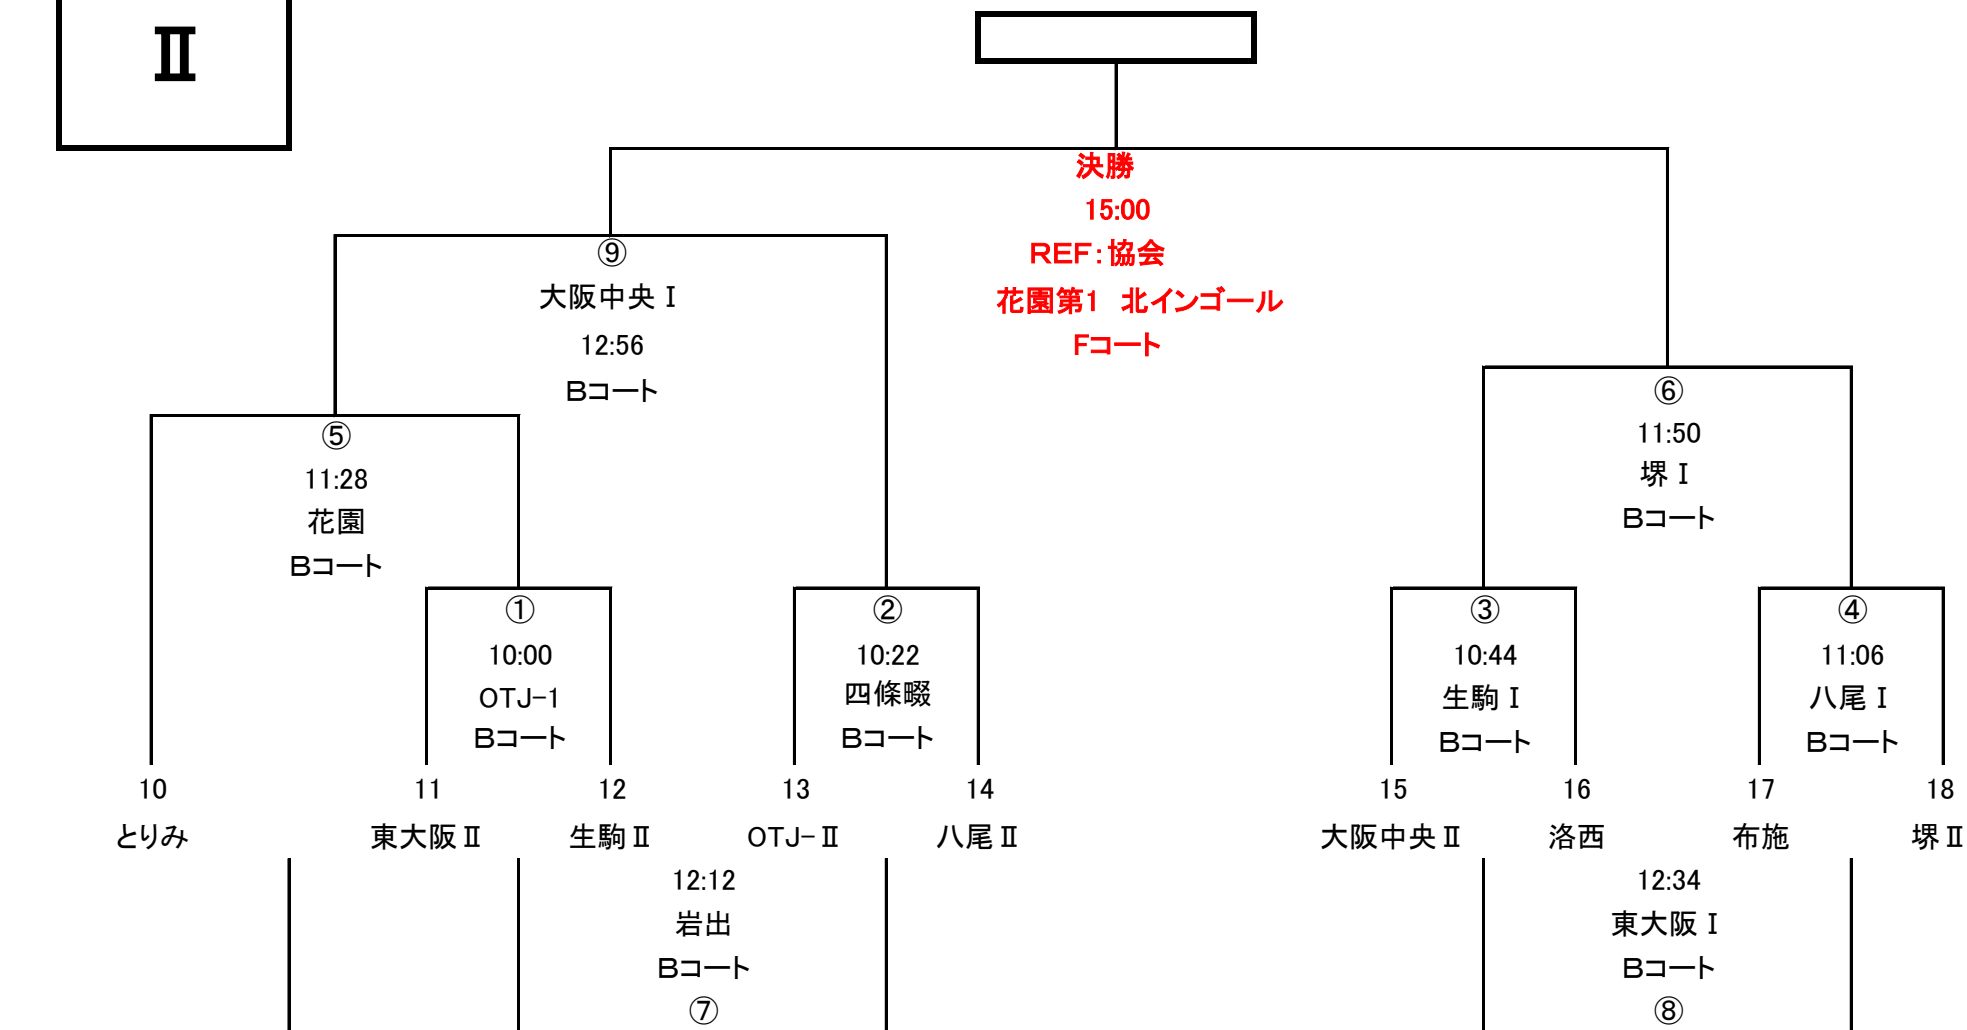 Ⅱ
決勝
15:00
REF:協会
花園第1　北インゴール
Fコート
⑨
大阪中央Ⅰ
12:56
Bコート
⑥
11:50
堺Ⅰ
Bコート
⑤
11:28
花園
Bコート
①
10:00
OTJ-1
Bコート
②
10:22
四條畷
Bコート
③
10:44
生駒Ⅰ
Bコート
④
11:06
八尾Ⅰ
Bコート
10 11 12 13 14 15 16 17 18
とりみ 東大阪Ⅱ 生駒Ⅱ OTJ-Ⅱ 八尾Ⅱ 大阪中央Ⅱ 洛西 布施 堺Ⅱ
12:12
岩出
Bコート
⑦
12:34
東大阪Ⅰ
Bコート
⑧